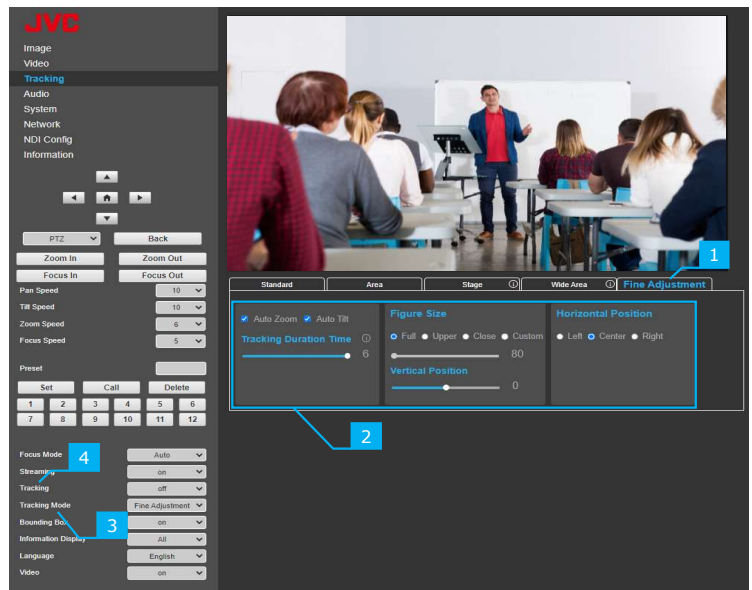 JVC
Image
Video
Tracking
Audio
System
Network
NDI Config
Information
PTZ Back
Zoom In Zoom Out
Focus In Focus Out
Pan Speed 10
Tilt Speed 10
Zoom Speed 6
Focus Speed 5
Preset
Set Call Delete
1 2 3 4 5 6
7 8 9 10 11 12
Focus Mode Auto
4
Streaming on
Tracking off
Tracking Mode Fine Adjustment
Bounding Box on
3
Information Display All
Language English
Video on
1
Standard Area Stage Wide Area Fine Adjustment
Auto Zoom Auto Tilt
Tracking Duration Time
6
Figure Size
Full Upper Close Custom
80
Vertical Position
0
Horizontal Position
Left Center Right
2